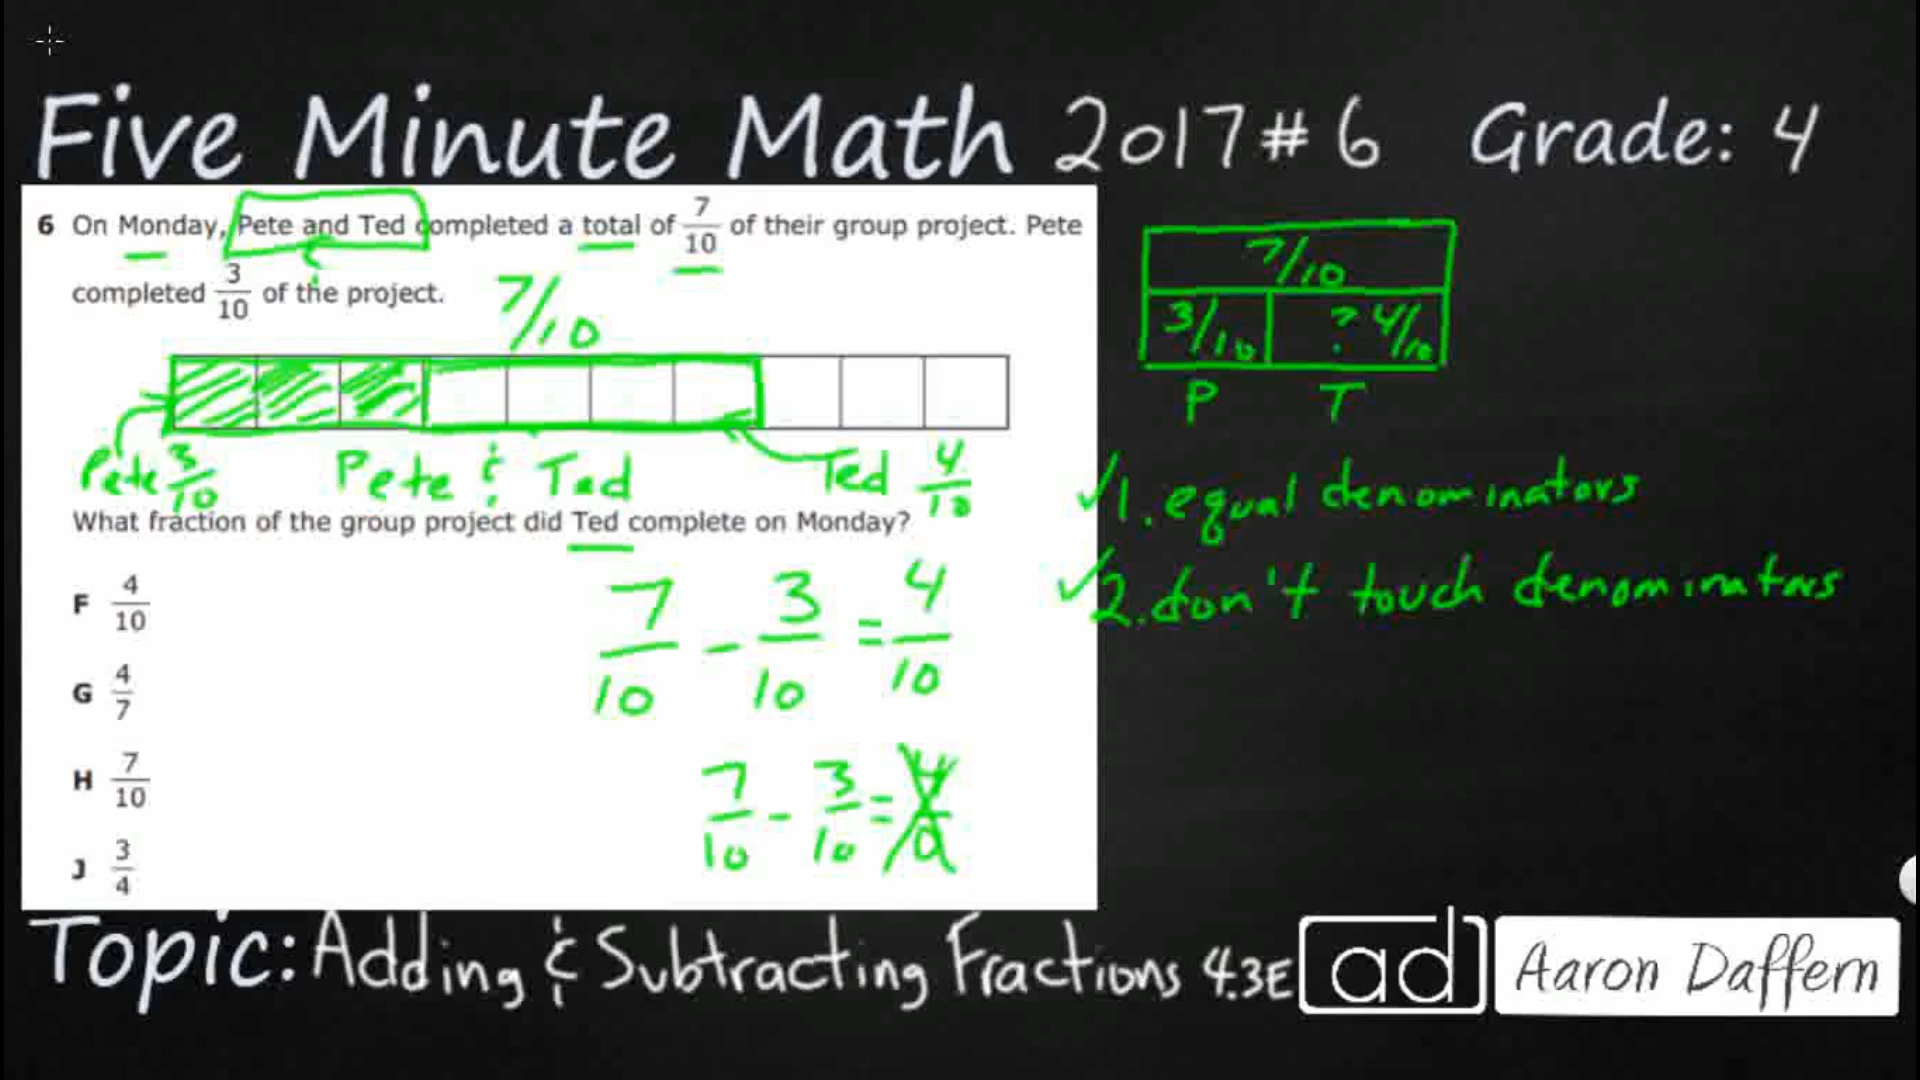 Five Minute Math 2017 # 6 Grade: 4
6 On Monday, Pete and Ted completed a total of 7/10 of their group project. Pete
completed 3/10 of the project.
7/10
Pete 3/10 Pete & Ted Ted 4/10
What fraction of the group project did Ted complete on Monday?
F 4/10
G 4/7
H 7/10
J 3/4
7/10 - 3/10 = 4/10
7/10 - 3/10 = 4/0
7/10
3/10 ? 4/10
P T
✓1. equal denominators
✓2. don't touch denominators
Topic: Adding & Subtracting Fractions 4.3E ad Aaron Daffern